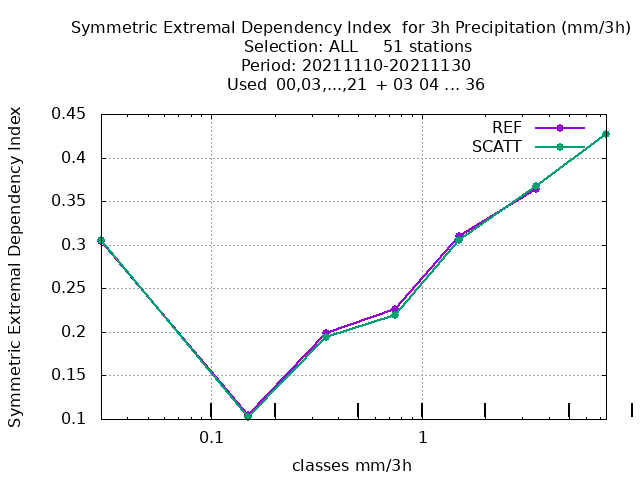 Symmetric Extremal Dependency Index  for 3h Precipitation (mm/3h)
Selection: ALL     51 stations
Period: 20211110-20211130
Used  00,03,...,21  + 03 04 ... 36
REF
SCATT
Symmetric Extremal Dependency Index
0.45
0.4
0.35
0.3
0.25
0.2
0.15
0.1
0.1 1
classes mm/3h